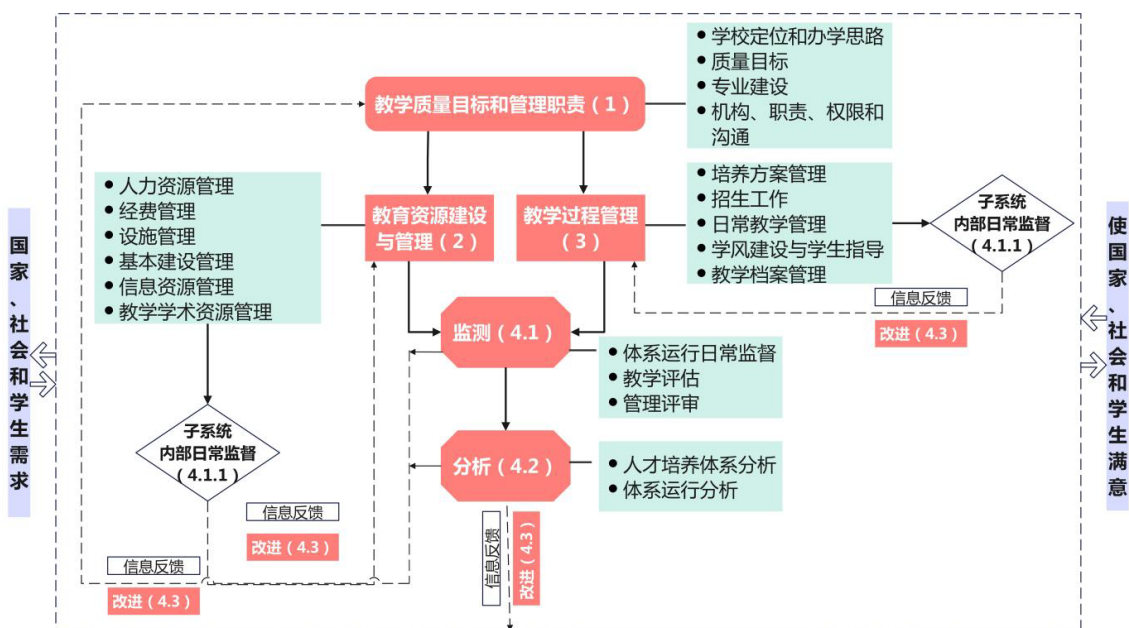 学校定位和办学思路
质量目标
专业建设
机构、职责、权限和
沟通
教学质量目标和管理职责（1）
人力资源管理
经费管理
设施管理
基本建设管理
信息资源管理
教学学术资源管理
教育资源建设
与管理（2）
教学过程管理
（3）
培养方案管理
招生工作
日常教学管理
学风建设与学生指导
教学档案管理
子系统
内部日常监督
（4.1.1）
信息反馈
改进（4.3）
国家、社会和学生需求
使国家、社会和学生满意
监测（4.1）
体系运行日常监督
教学评估
管理评审
子系统
内部日常监督
（4.1.1）
分析（4.2）
人才培养体系分析
体系运行分析
信息反馈
改进（4.3）
信息反馈
改进（4.3）
信息反馈
改进（4.3）